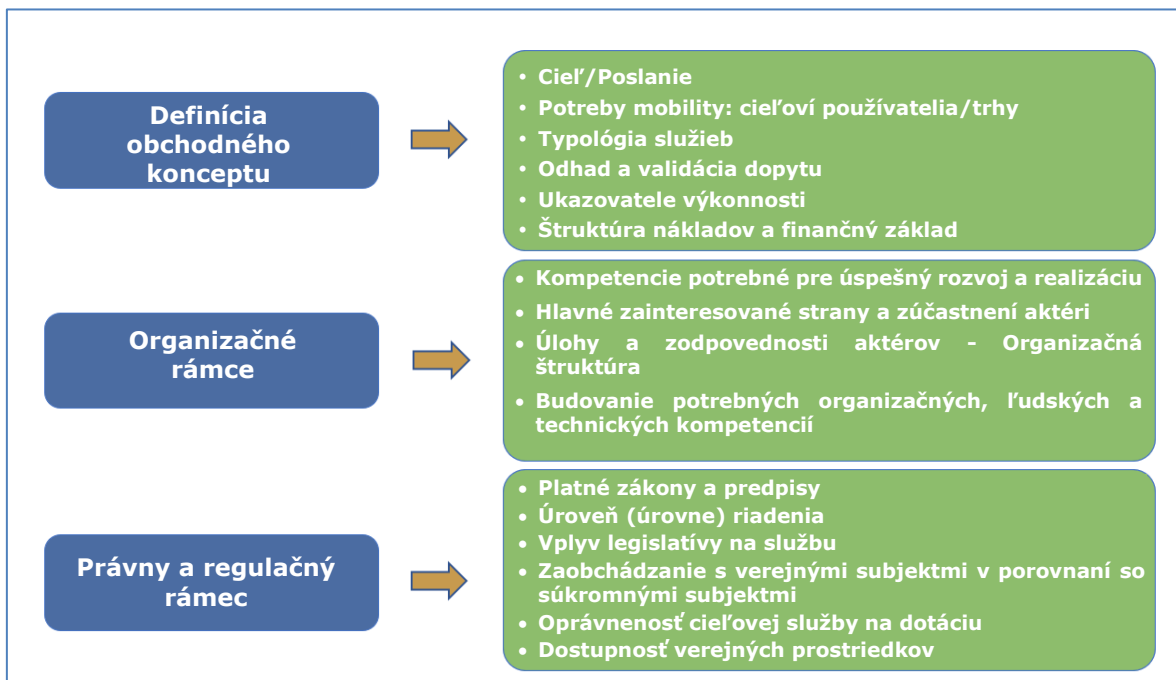 Definícia
obchodného
konceptu
• Cieľ/Poslanie
• Potreby mobility: cieľoví používatelia/trhy
• Typológia služieb
• Odhad a validácia dopytu
• Ukazovatele výkonnosti
• Štruktúra nákladov a finančný základ
Organizačné
rámce
• Kompetencie potrebné pre úspešný rozvoj a realizáciu
• Hlavné zainteresované strany a zúčastnení aktéri
• Úlohy a zodpovednosti aktérov - Organizačná
štruktúra
• Budovanie potrebných organizačných, ľudských a
technických kompetencií
Právny a regulačný
rámec
• Platné zákony a predpisy
• Úroveň (úrovne) riadenia
• Vplyv legislatívy na službu
• Zaobchádzanie s verejnými subjektmi v porovnaní so
súkromnými subjektmi
• Oprávnenosť cieľovej služby na dotáciu
• Dostupnosť verejných prostriedkov